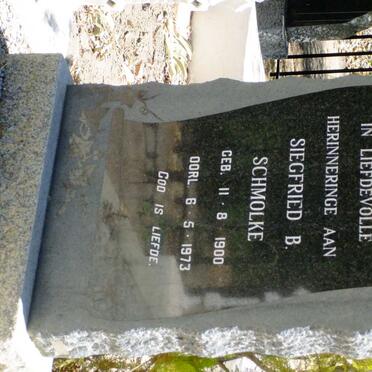 IN LIEFDEVOLLE
HERINNERINGE AAN
SIEGFRIED B.
SCHMOLKE
GEB. 11 · 8 · 1900
OORL. 6 · 5 · 1973
GOD IS LIEFDE.